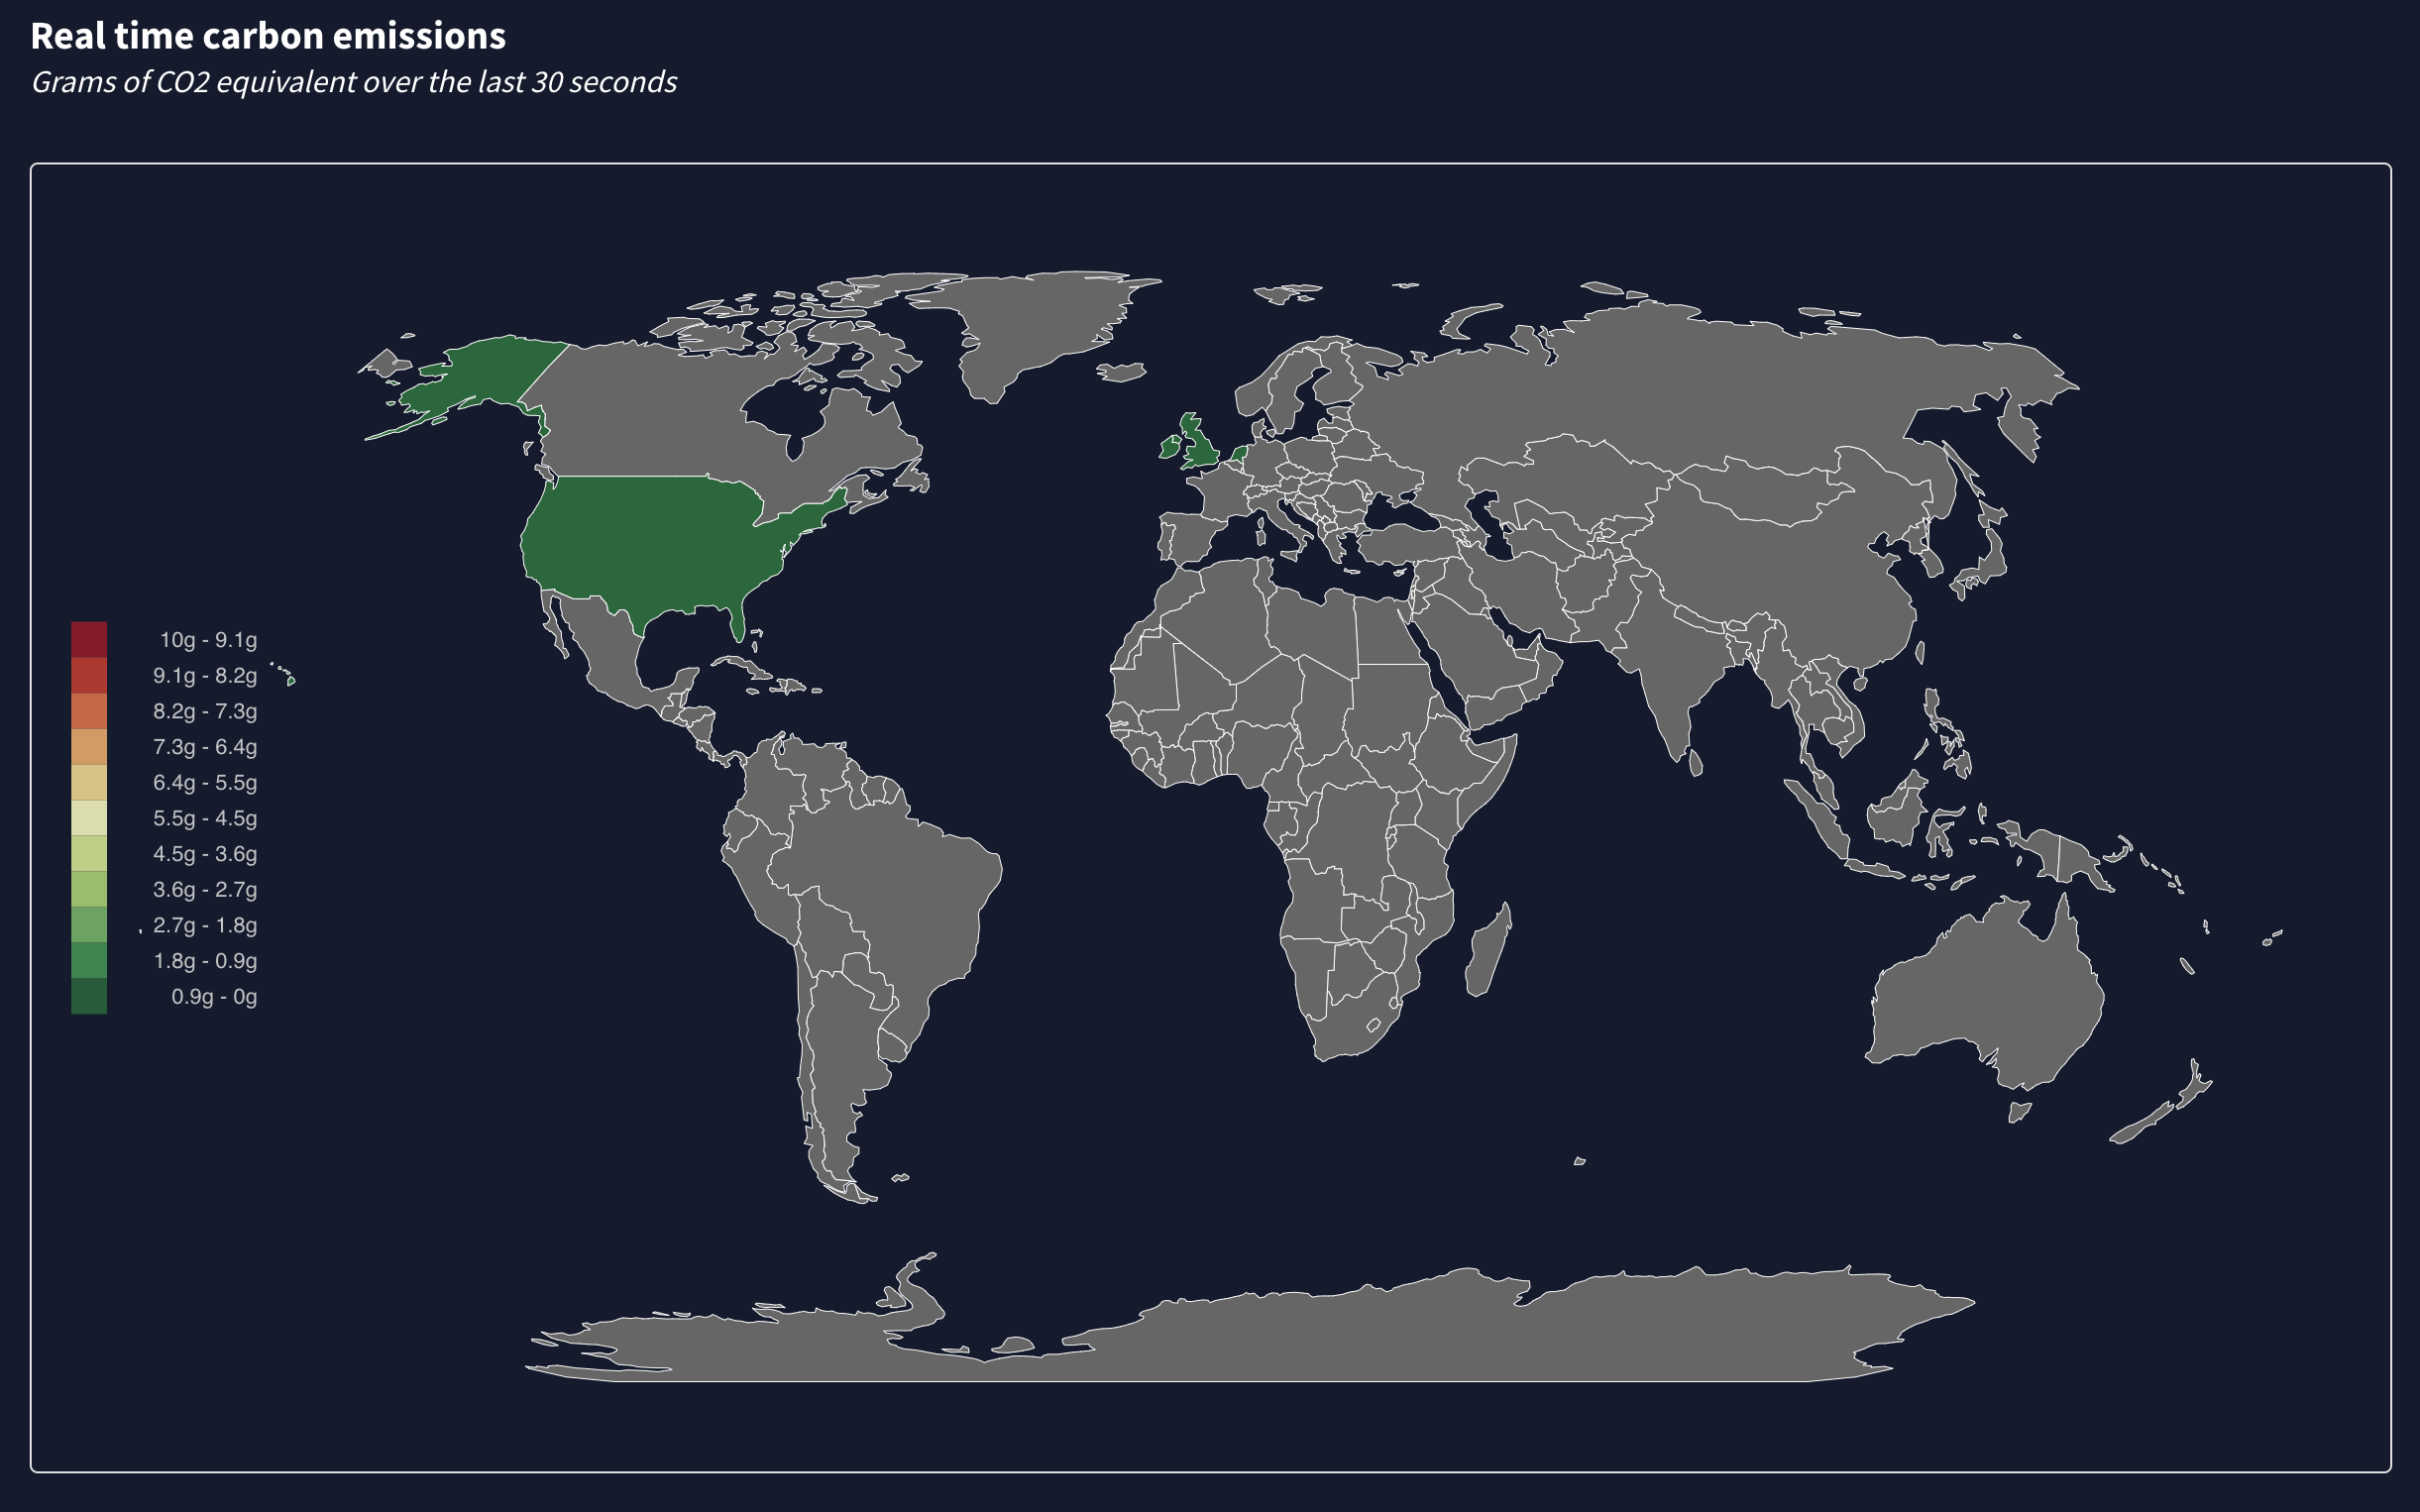 Real time carbon emissions
Grams of CO2 equivalent over the last 30 seconds
10g - 9.1g
9.1g - 8.2g
8.2g - 7.3g
7.3g - 6.4g
6.4g - 5.5g
5.5g - 4.5g
4.5g - 3.6g
3.6g - 2.7g
2.7g - 1.8g
1.8g - 0.9g
0.9g - 0g